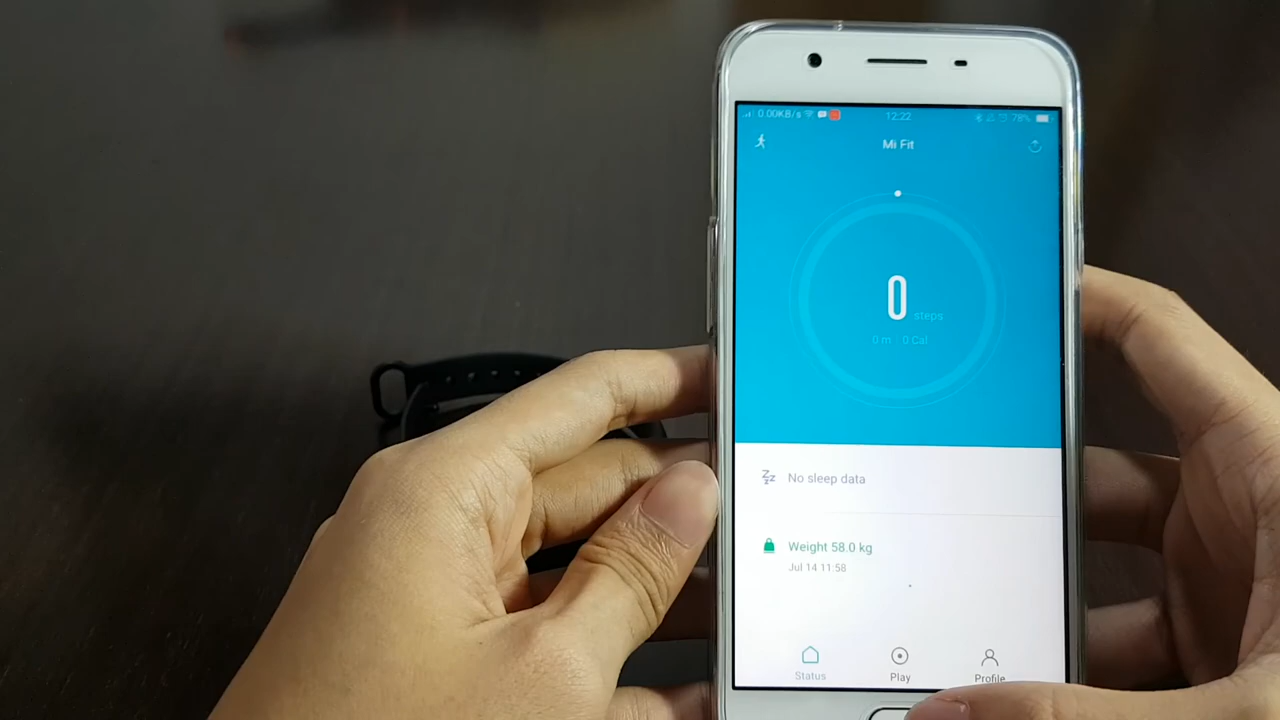 0.00KB/s 12:22 78%
Mi Fit
0 steps
0 m 0 Cal
No sleep data
Weight 58.0 kg
Jul 14 11:58
Status Play Profile